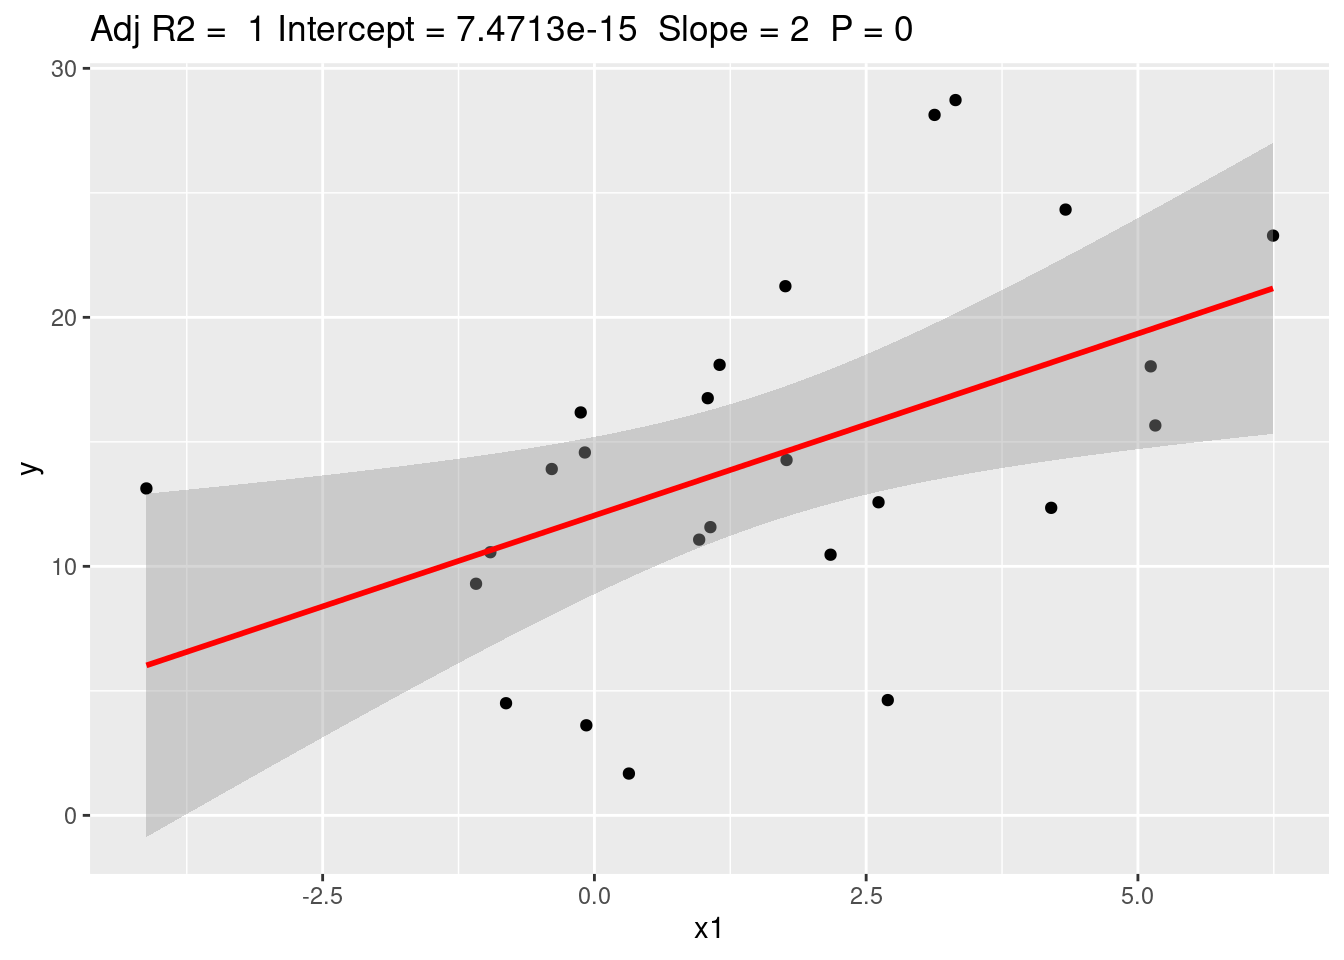 Adj R2 =  1 Intercept = 7.4713e-15  Slope = 2  P = 0
30
20
10
0
y
-2.5 0.0 2.5 5.0
x1